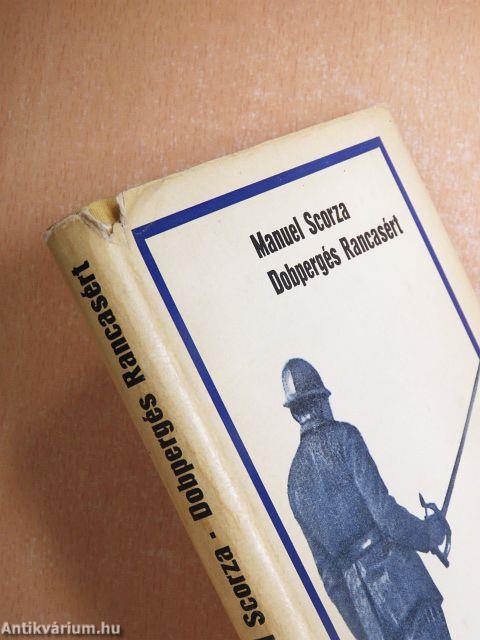 Manuel Scorza
Dobpergés Rancasért
Scorza - Dobpergés Rancasért
Antikvárium.hu